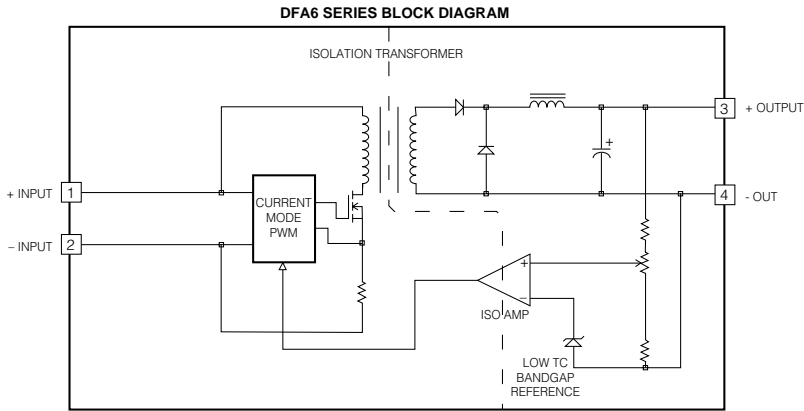 DFA6 SERIES BLOCK DIAGRAM
ISOLATION TRANSFORMER
3
+ OUTPUT
+ INPUT
1
CURRENT
MODE
PWM
4
- OUT
– INPUT
2
+
+
–
ISO AMP
LOW TC
BANDGAP
REFERENCE